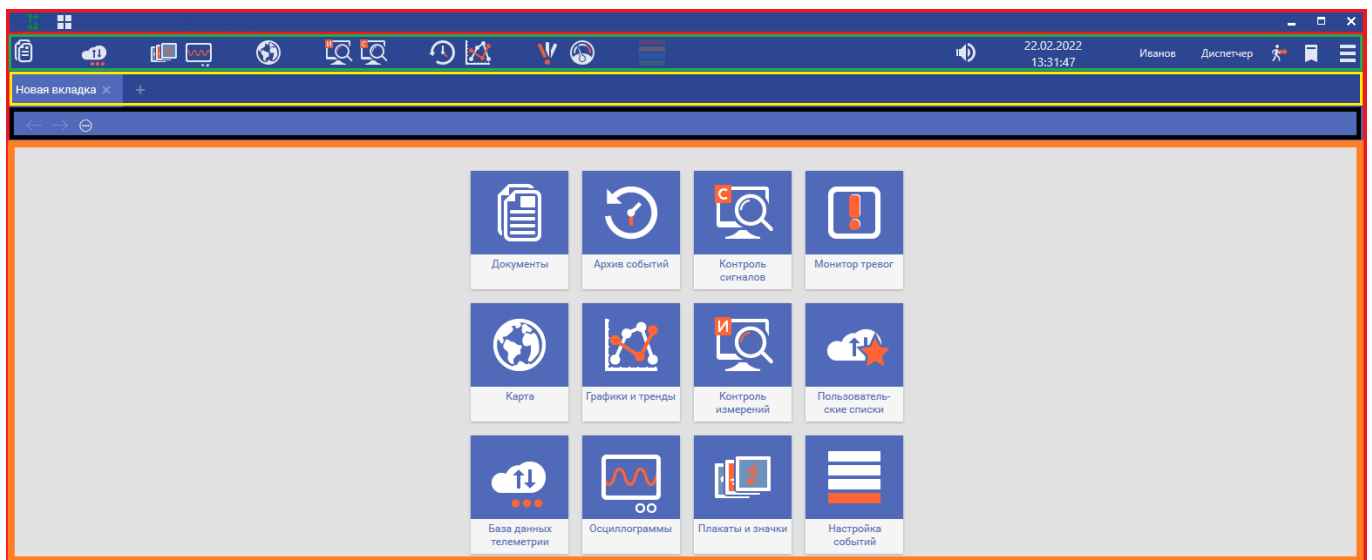 И С
22.02.2022
13:31:47
Иванов Диспетчер
Новая вкладка × +
С
Документы Архив событий Контроль Монитор тревог
сигналов
И
Карта Графики и тренды Контроль Пользователь-
измерений ские списки
База данных Осциллограммы Плакаты и значки Настройка
телеметрии событий